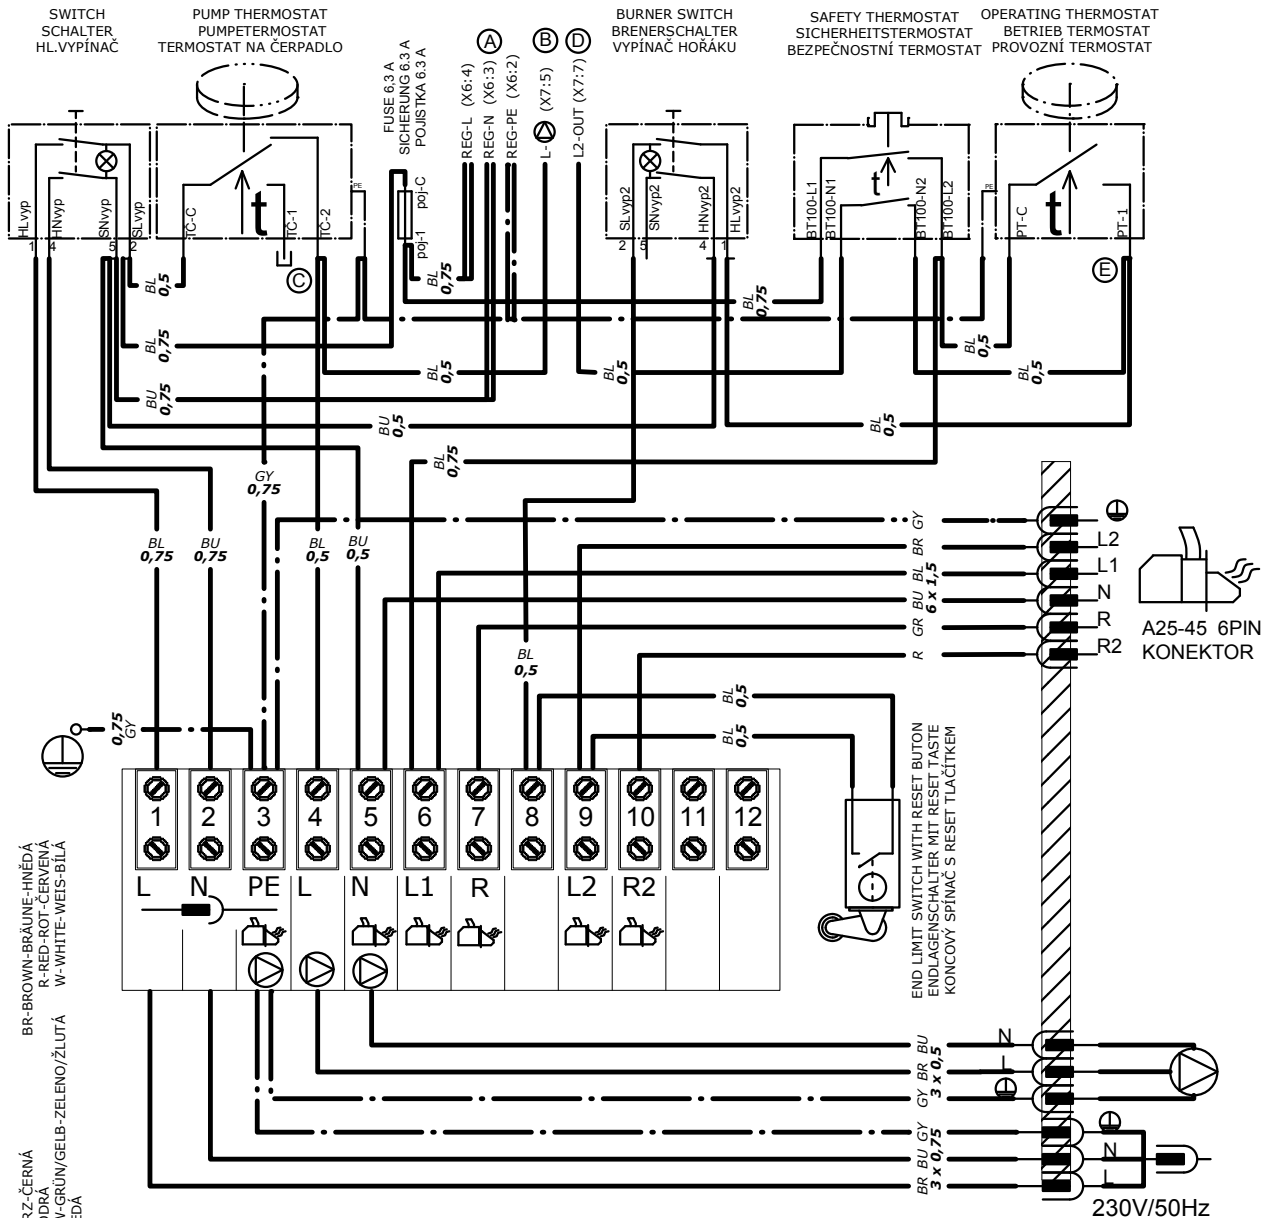 SWITCH
SCHALTER
HL.VYPÍNAČ
PUMP THERMOSTAT
PUMPETERMOSTAT
TERMOSTAT NA ČERPADLO
FUSE 6,3 A
SICHERUNG 6.3 A
POJISTKA 6.3 A
REG-L (X6:4)
A
REG-N (X6:3)
REG-PE (X6:2)
B
L- (X7:5)
D
L2-OUT (X7:7)
BURNER SWITCH
BRENERSCHALTER
VYPÍNAČ HOŘÁKU
SAFETY THERMOSTAT
SICHERHEITSTERMOSTAT
BEZPEČNOSTNÍ TERMOSTAT
OPERATING THERMOSTAT
BETRIEB TERMOSTAT
PROVOZNÍ TERMOSTAT
HLvyp
HNvyp
SNvyp
SLvyp
1 4 5 2
TČ-C
t
TČ-1
TČ-2
PE
poj-1 poj-C
SLvyp2
SNvyp2
HNvyp2
HLvyp2
2 5 4 1
BT100-L1
BT100-N1
t
BT100-N2
BT100-L2
PE
PT-C
t
PT-1
C
E
BL 0,5
BL 0,75
BL 0,75
BL 0,75
BU 0,75
BL 0,5
BL 0,5
BL 0,5
BL 0,5
BU 0,5
BL 0,5
BL 0,75
GY
0,75
BL
0,75
BU
0,75
BL
0,5
BU
0,5
BL
0,5
GY
BR
BL
BU
GR
R
6 x 1,5
L2
L1
N
R
R2
A25-45 6PIN
KONEKTOR
BL 0,5
BL 0,5
0,75 GY
1 2 3 4 5 6 7 8 9 10 11 12
L N PE L N L1 R L2 R2
END LIMIT SWITCH WITH RESET BUTON
ENDLAGENSCHALTER MIT RESET TASTE
KONCOVÝ SPÍNAČ S RESET TLAČÍTKEM
BR-BROWN-BRÄUNE-HNĚDÁ
R-RED-ROT-ČERVENÁ
W-WHITE-WEIS-BÍLÁ
RZ-ČERNÁ
ODRÁ
W-GRÜN/GELB-ZELENO/ŽLUTÁ
EDÁ
BU
BR
GY
3 x 0,5
N
L
GY
BU
BR
3 x 0,75
N
L
230V/50Hz